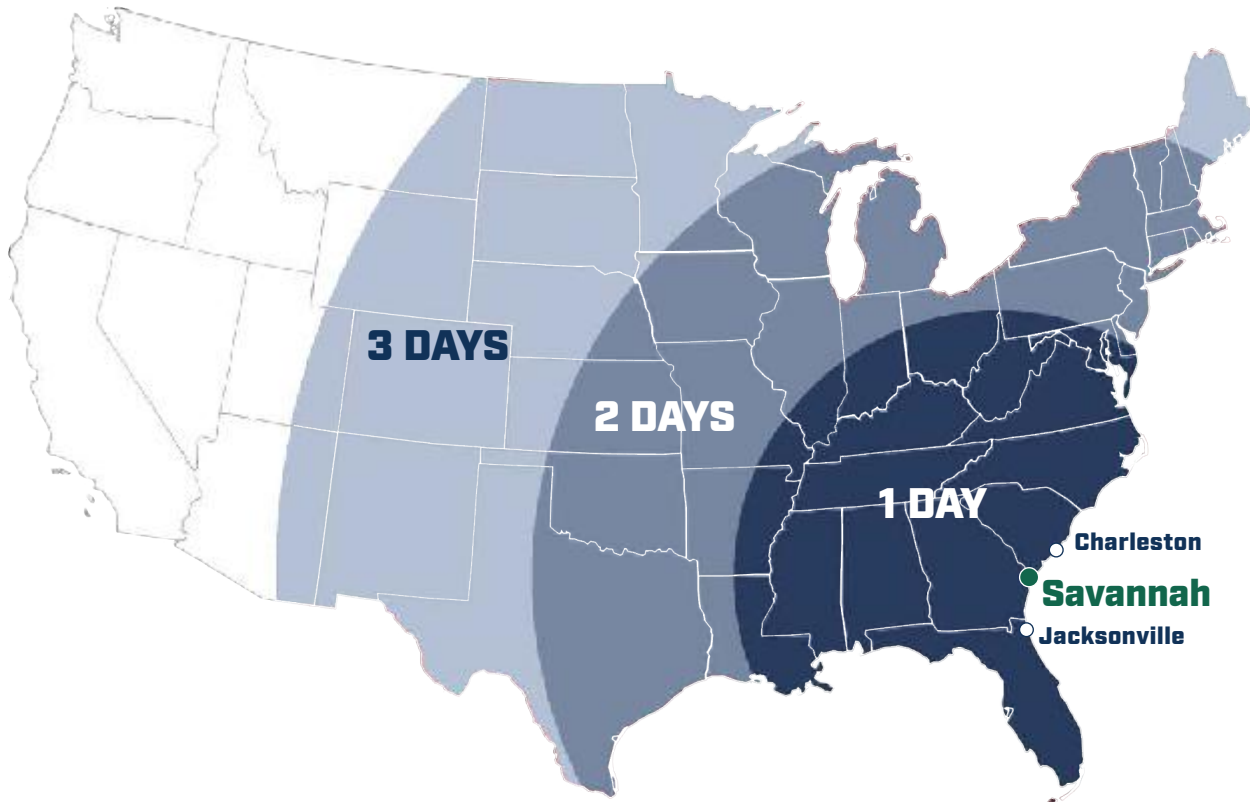 3 DAYS
2 DAYS
1 DAY
Charleston
Savannah
Jacksonville